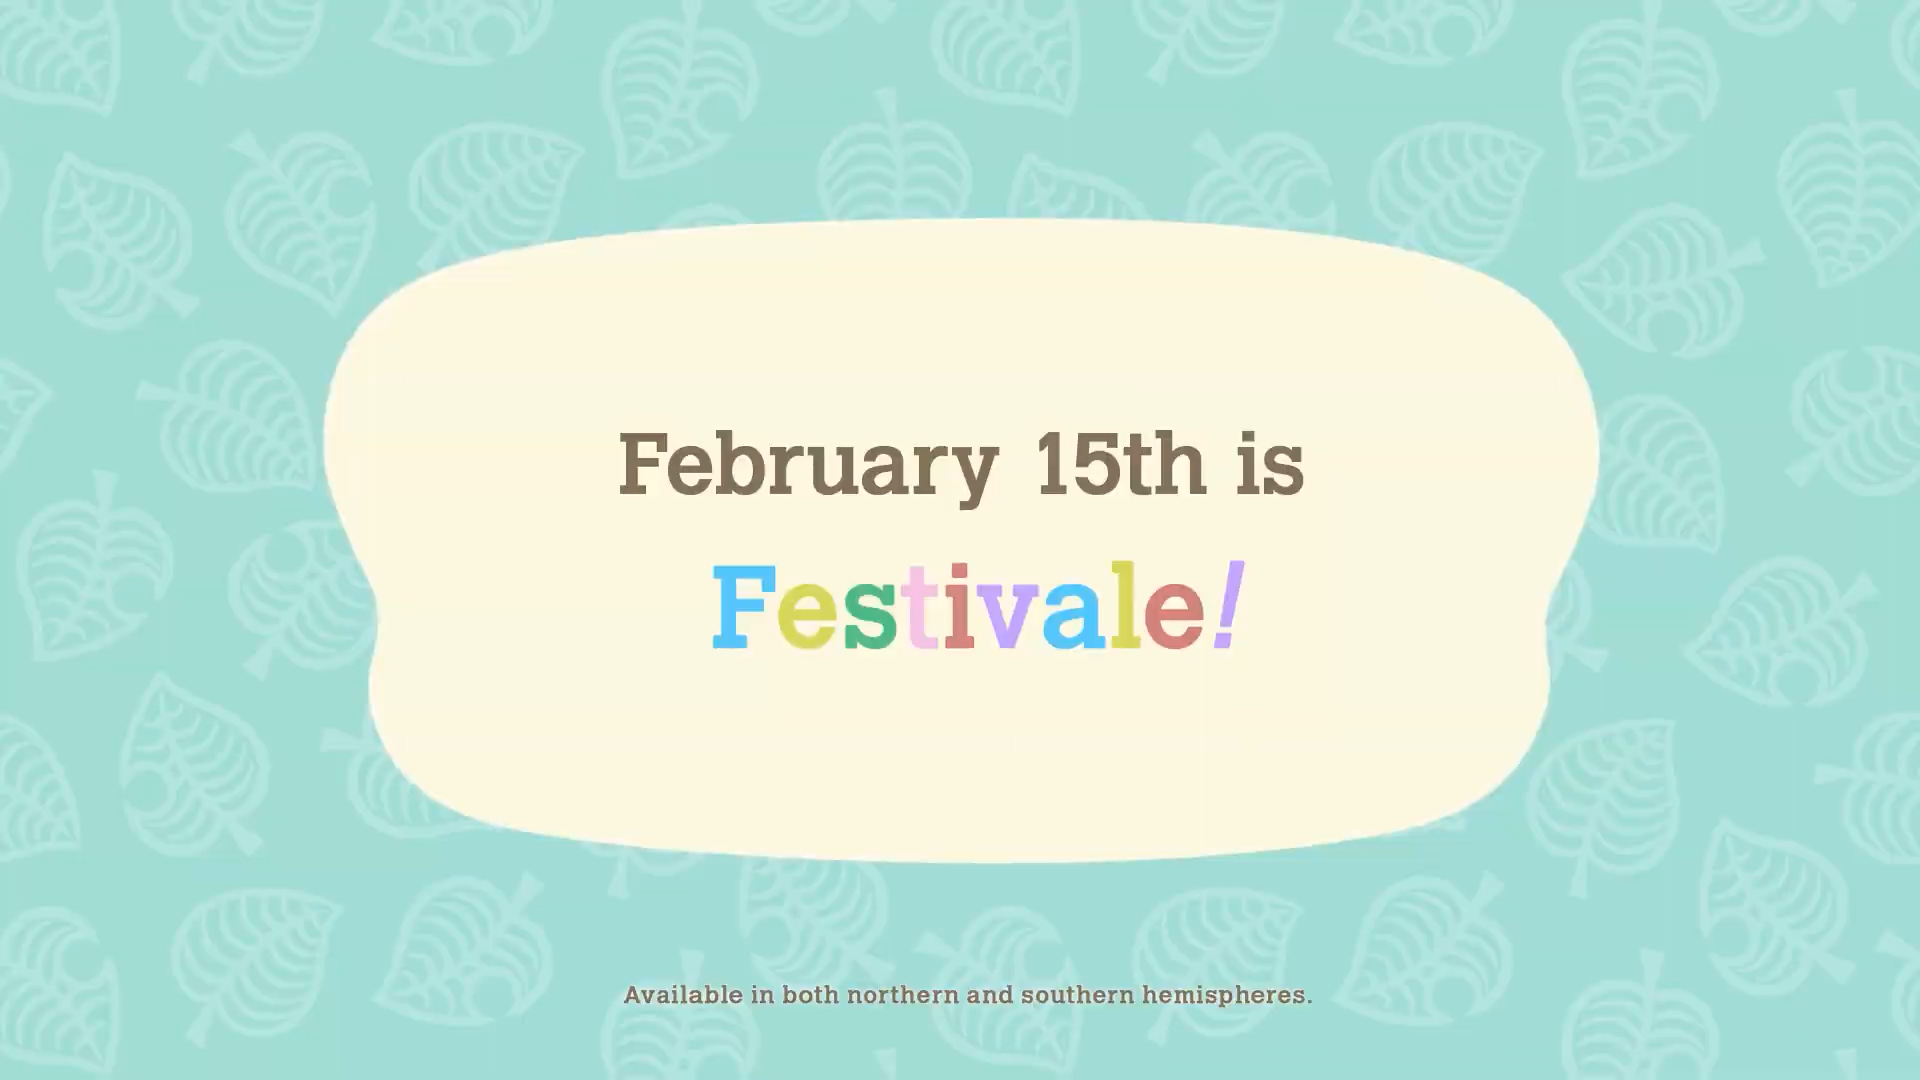 February 15th is
Festivale!
Available in both northern and southern hemispheres.